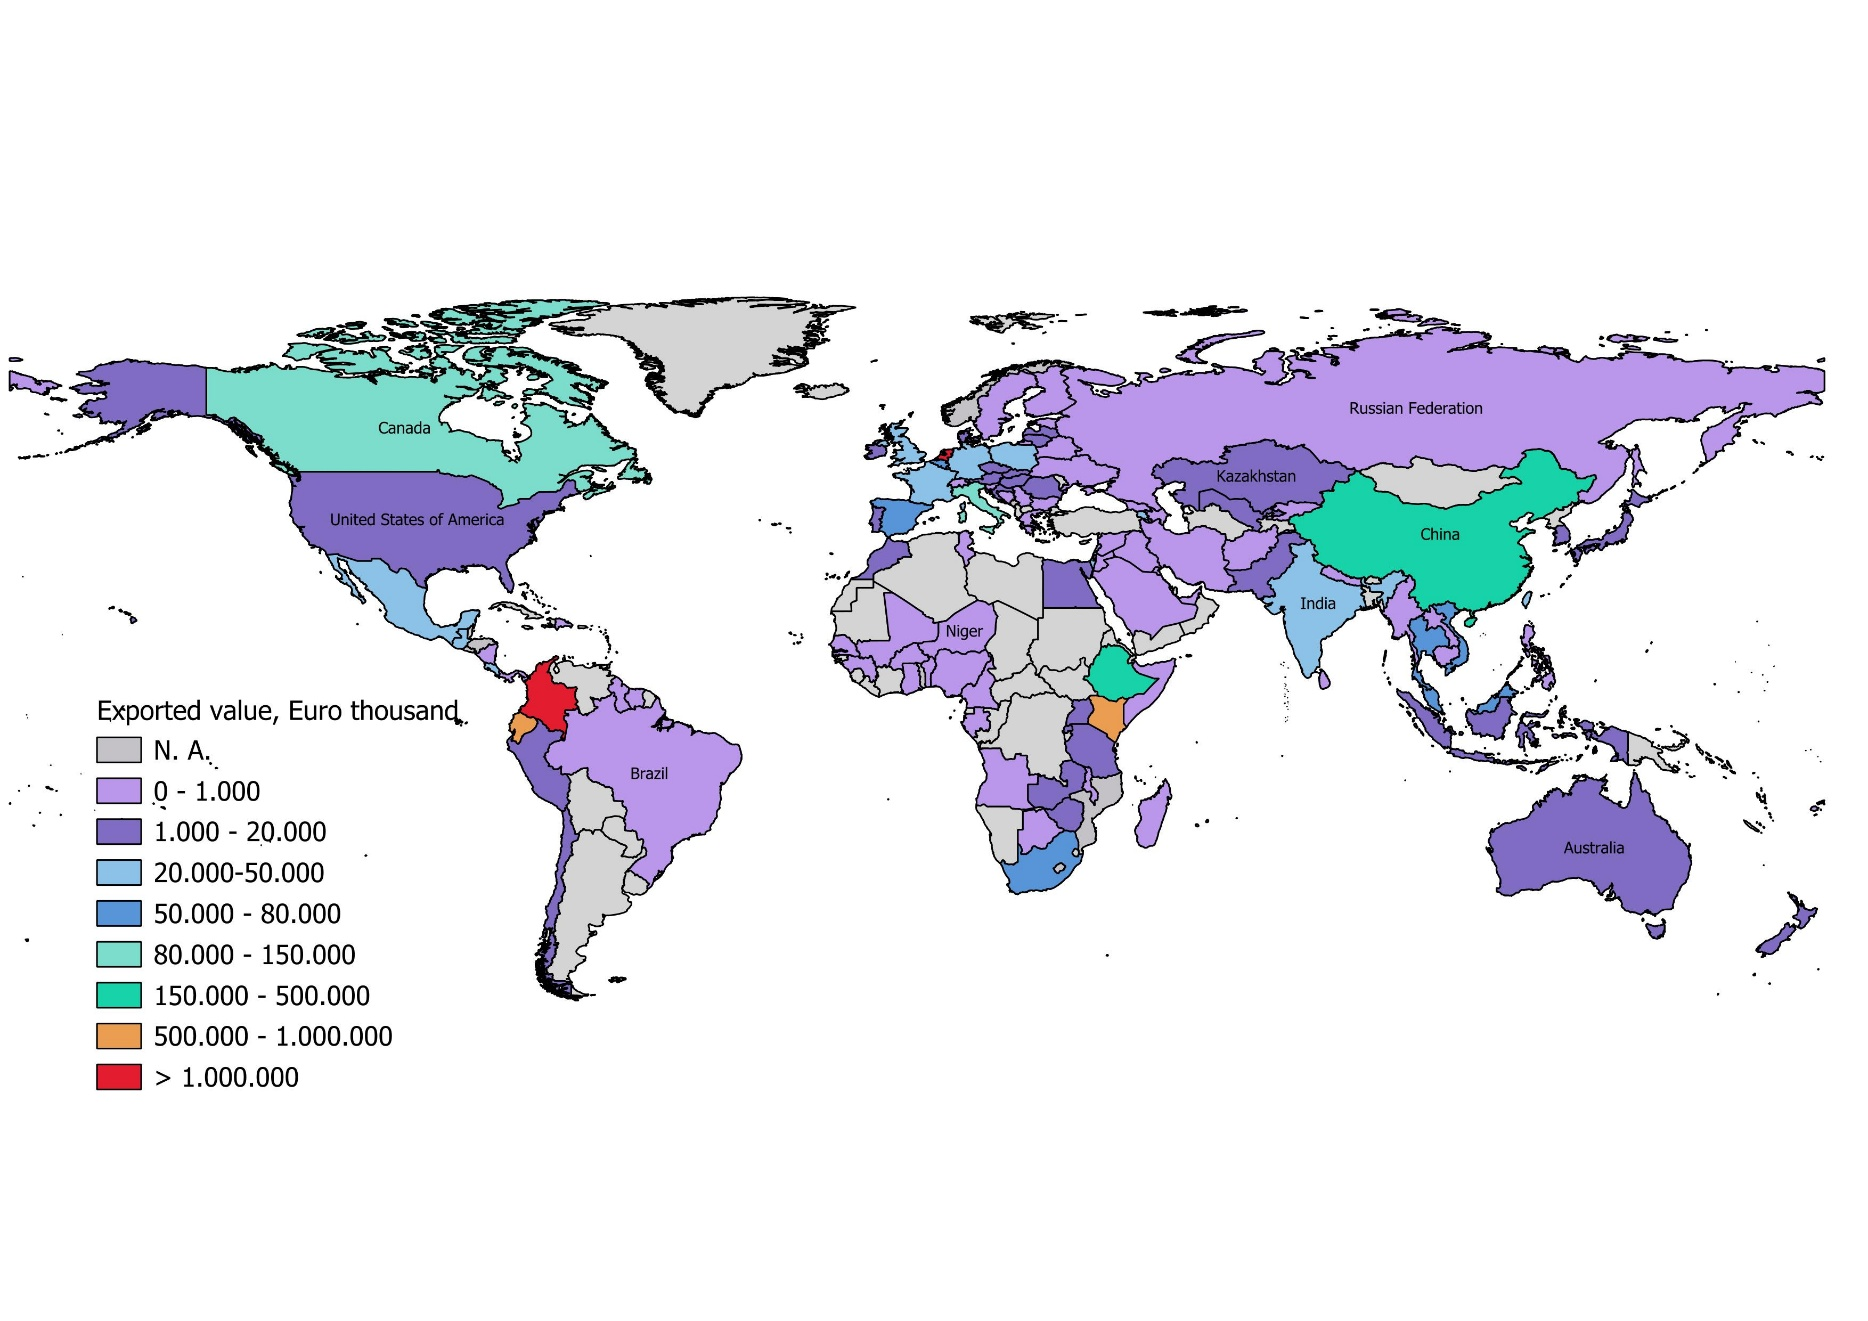 Russian Federation
Canada
Kazakhstan
United States of America
China
India
Niger
Exported value, Euro thousand
N. A.
0 - 1.000
Brazil
1.000 - 20.000
Australia
20.000-50.000
50.000 - 80.000
80.000 - 150.000
150.000 - 500.000
500.000 - 1.000.000
> 1.000.000